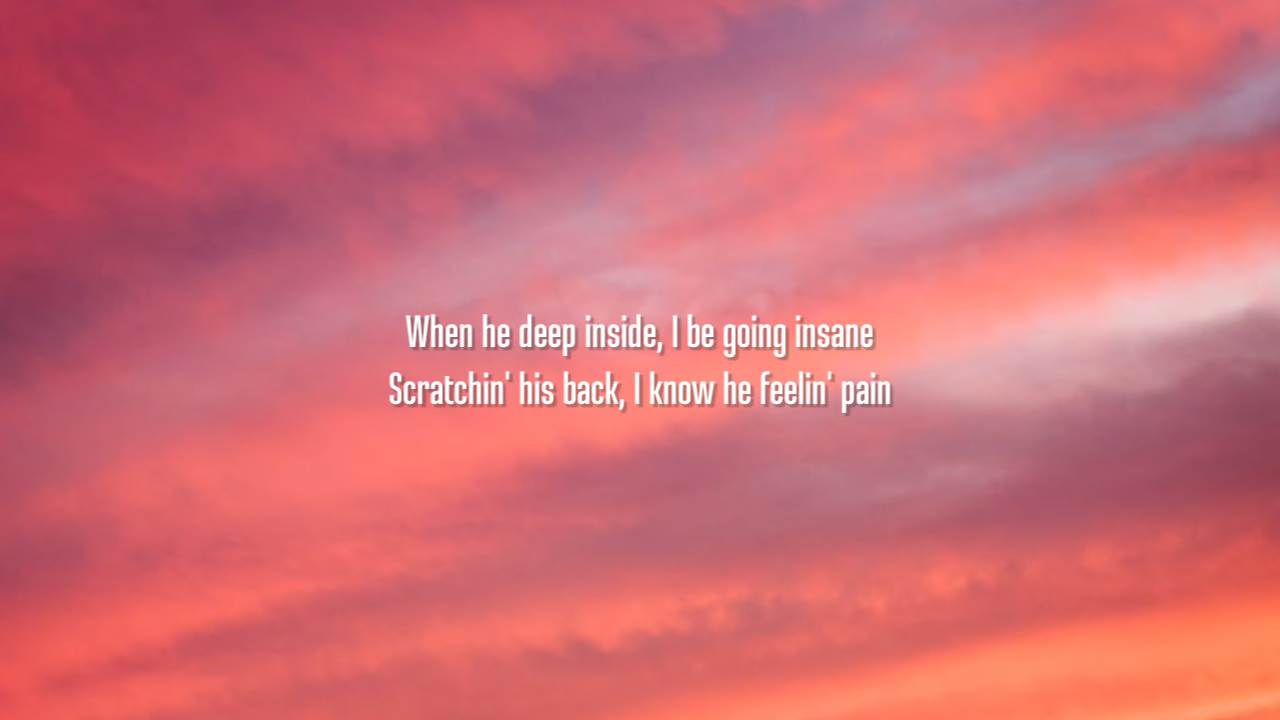 When he deep inside, I be going insane
Scratchin' his back, I know he feelin' pain